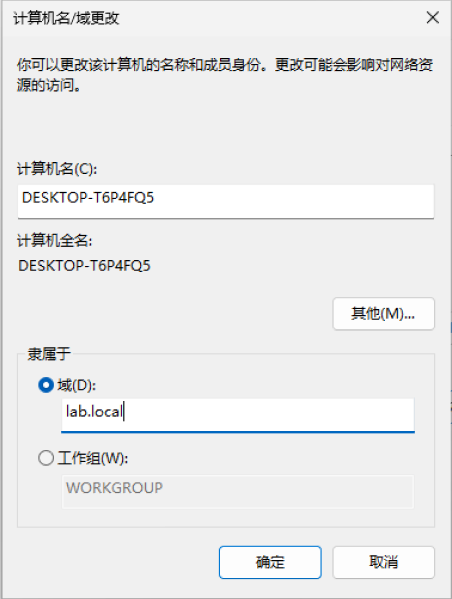 计算机名/域更改
你可以更改该计算机的名称和成员身份。更改可能会影响对网络资
源的访问。
计算机名(C):
DESKTOP-T6P4FQ5
计算机全名:
DESKTOP-T6P4FQ5
其他(M)...
隶属于
域(D):
lab.local
工作组(W):
WORKGROUP
确定
取消